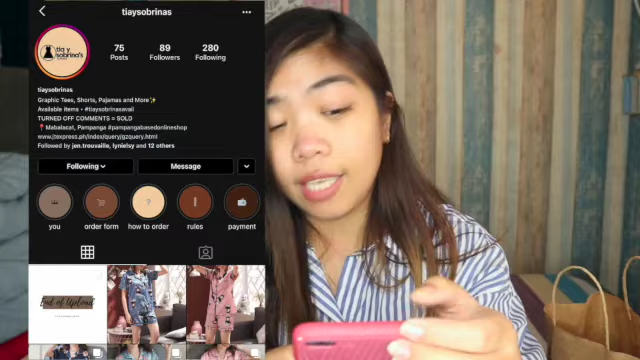 tiaysobrinas
tia y
sobrina's
75
Posts
89
Followers
280
Following
tiaysobrinas
Graphic Tees, Shorts, Pajamas and More✨
Available items • #tiaysobrinasavail
TURNED OFF COMMENTS = SOLD
📍Mabalacat, Pampanga #pampangabasedonlineshop
www.jtexpress.ph/index/query/gzquery.html
Followed by jen.trouvaille, lynielsy and 12 others
Following
Message
you
order form
how to order
rules
payment
End of Upload